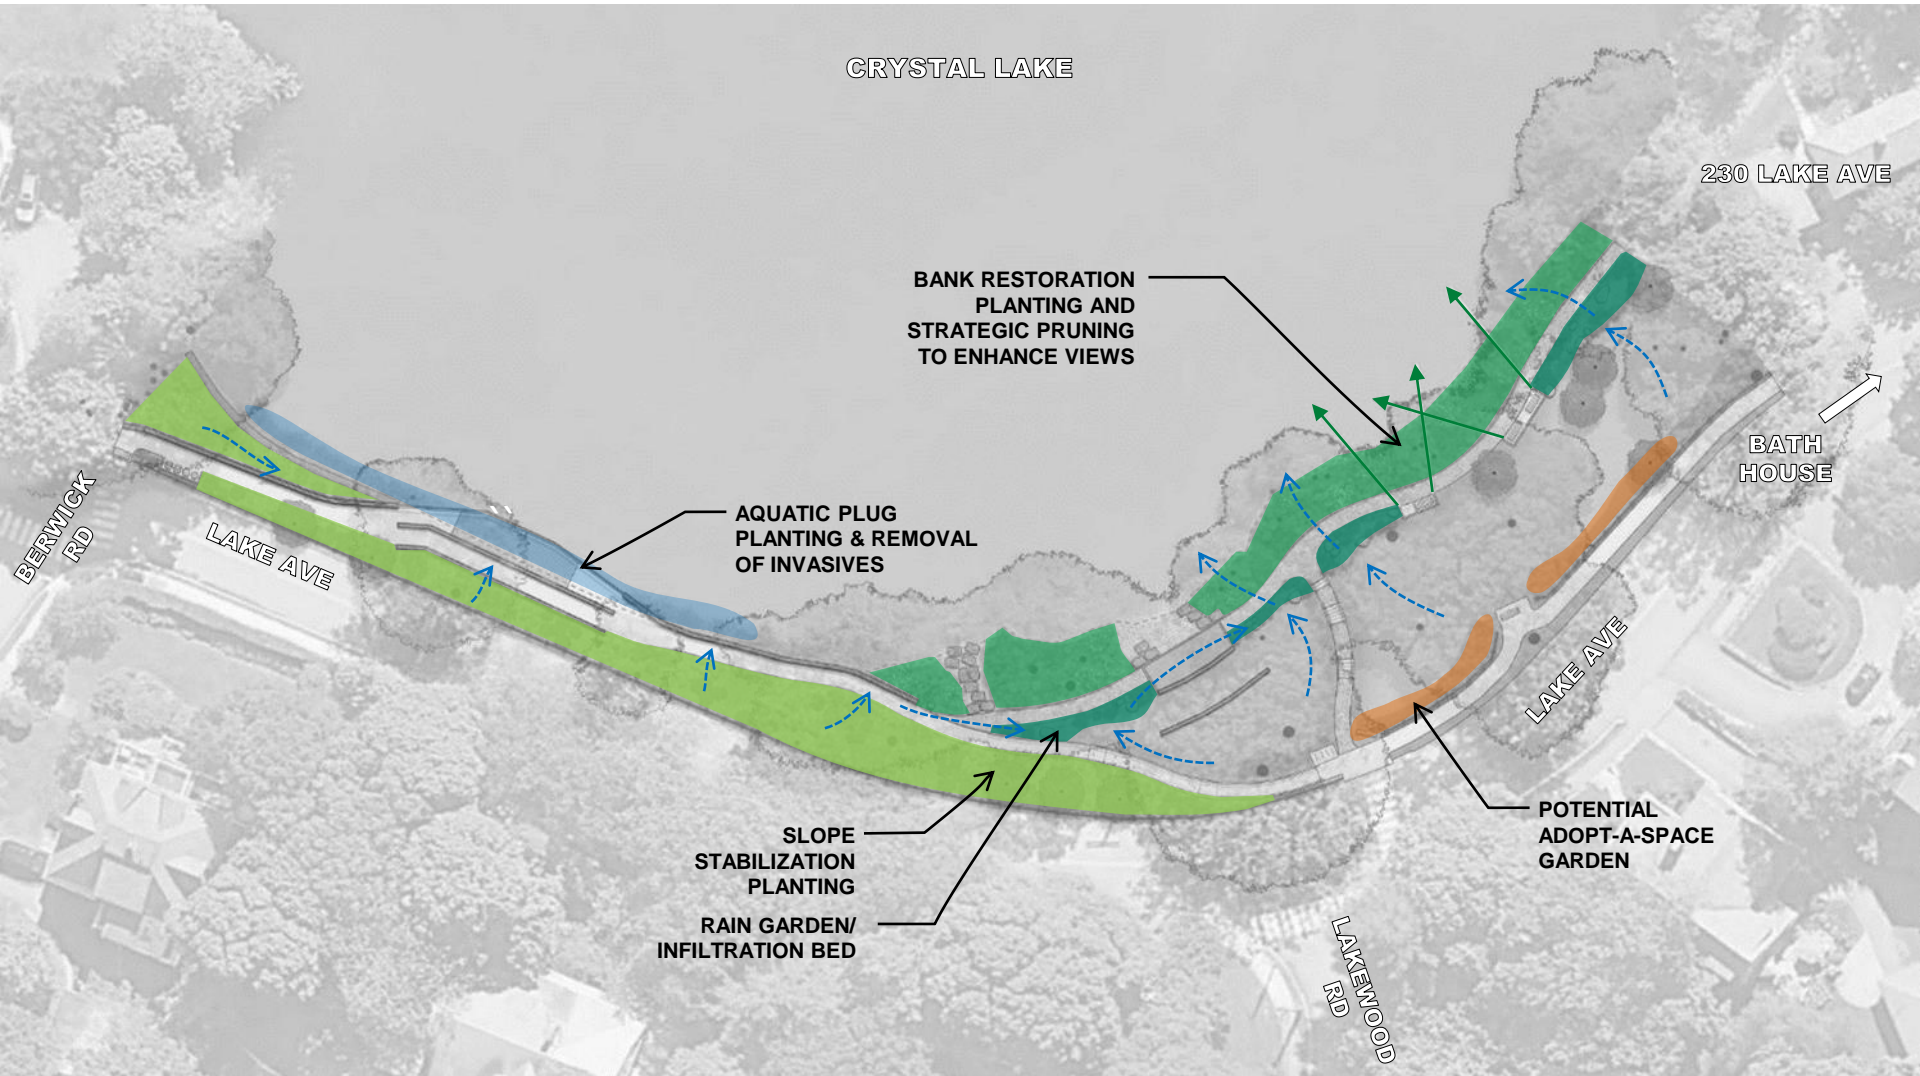 CRYSTAL LAKE
230 LAKE AVE
BANK RESTORATION
PLANTING AND
STRATEGIC PRUNING
TO ENHANCE VIEWS
BATH
HOUSE
BERWICK
RD
LAKE AVE
AQUATIC PLUG
PLANTING & REMOVAL
OF INVASIVES
LAKE AVE
SLOPE
STABILIZATION
PLANTING
RAIN GARDEN/
INFILTRATION BED
POTENTIAL
ADOPT-A-SPACE
GARDEN
LAKEWOOD
RD